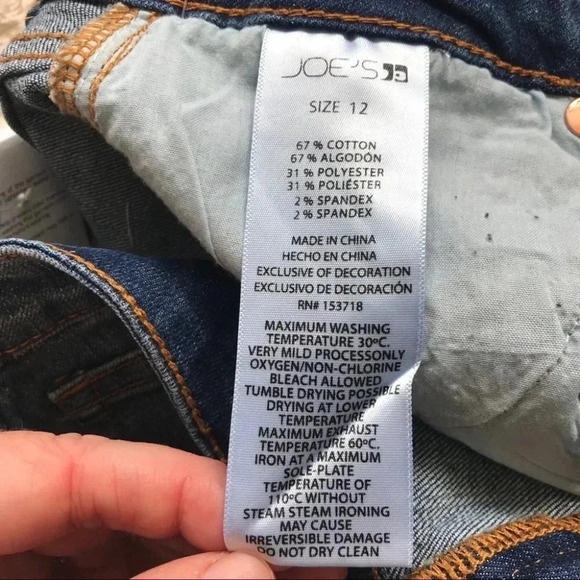 JOE'S
SIZE 12
67 % COTTON
67 % ALGODÓN
31 % POLYESTER
31 % POLIÉSTER
2 % SPANDEX
2 % SPANDEX
MADE IN CHINA
HECHO EN CHINA
EXCLUSIVE OF DECORATION
EXCLUSIVO DE DECORACIÓN
RN# 153718
MAXIMUM WASHING
TEMPERATURE 30ºC.
VERY MILD PROCESSONLY
OXYGEN/NON-CHLORINE
BLEACH ALLOWED
TUMBLE DRYING POSSIBLE
DRYING AT LOWER
TEMPERATURE
MAXIMUM EXHAUST
TEMPERATURE 60ºC.
IRON AT A MAXIMUM
SOLE-PLATE
TEMPERATURE OF
110ºC WITHOUT
STEAM STEAM IRONING
MAY CAUSE
IRREVERSIBLE DAMAGE
DO NOT DRY CLEAN